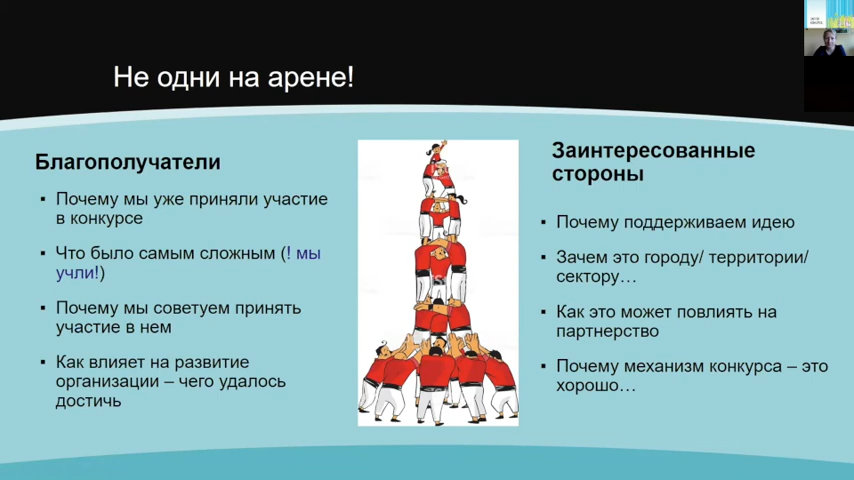 Не одни на арене!
Благополучатели
▪ Почему мы уже приняли участие
в конкурсе
▪ Что было самым сложным (! мы
учли!)
▪ Почему мы советуем принять
участие в нем
▪ Как влияет на развитие
организации – чего удалось
достичь
Заинтересованные
стороны
▪ Почему поддерживаем идею
▪ Зачем это городу/ территории/
сектору…
▪ Как это может повлиять на
партнерство
▪ Почему механизм конкурса – это
хорошо…